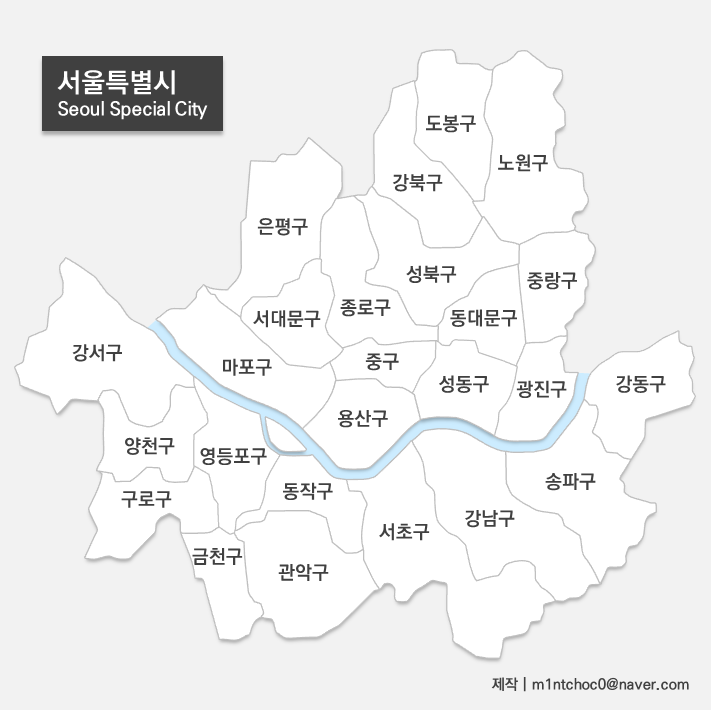 서울특별시
Seoul Special City
도봉구
노원구
강북구
은평구
성북구
중랑구
종로구
서대문구
동대문구
강서구
마포구
중구
성동구
광진구
강동구
용산구
양천구
영등포구
동작구
송파구
구로구
강남구
서초구
금천구
관악구
제작 | m1ntchoc0@naver.com